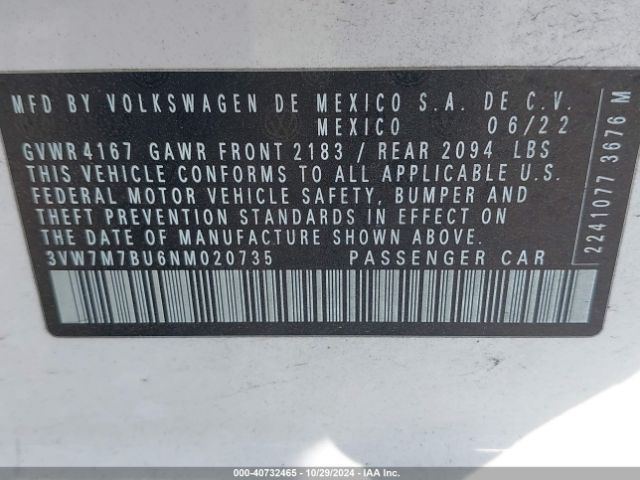 MFD BY VOLKSWAGEN DE MEXICO S.A. DE C.V.
MEXICO 06/22
GVWR 4167 GAWR FRONT 2183 / REAR 2094 LBS
THIS VEHICLE CONFORMS TO ALL APPLICABLE U.S.
FEDERAL MOTOR VEHICLE SAFETY, BUMPER AND
THEFT PREVENTION STANDARDS IN EFFECT ON
THE DATE OF MANUFACTURE SHOWN ABOVE.
3VW7M7BU6NM020735 PASSENGER CAR
2241077 3676 M
000-40732465 • 10/29/2024 • IAA Holdings, LLC